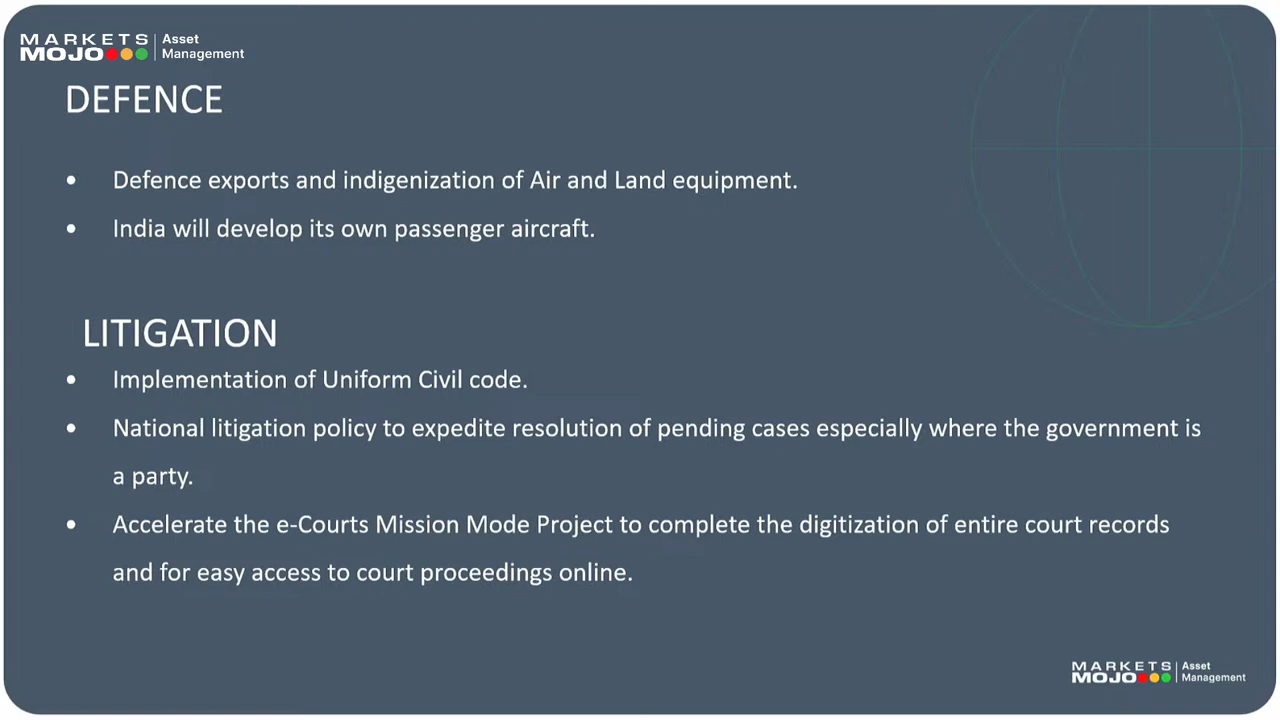 MARKETS MOJO Asset Management
DEFENCE
• Defence exports and indigenization of Air and Land equipment.
• India will develop its own passenger aircraft.
LITIGATION
• Implementation of Uniform Civil code.
• National litigation policy to expedite resolution of pending cases especially where the government is
a party.
• Accelerate the e-Courts Mission Mode Project to complete the digitization of entire court records
and for easy access to court proceedings online.
MARKETS MOJO Asset Management